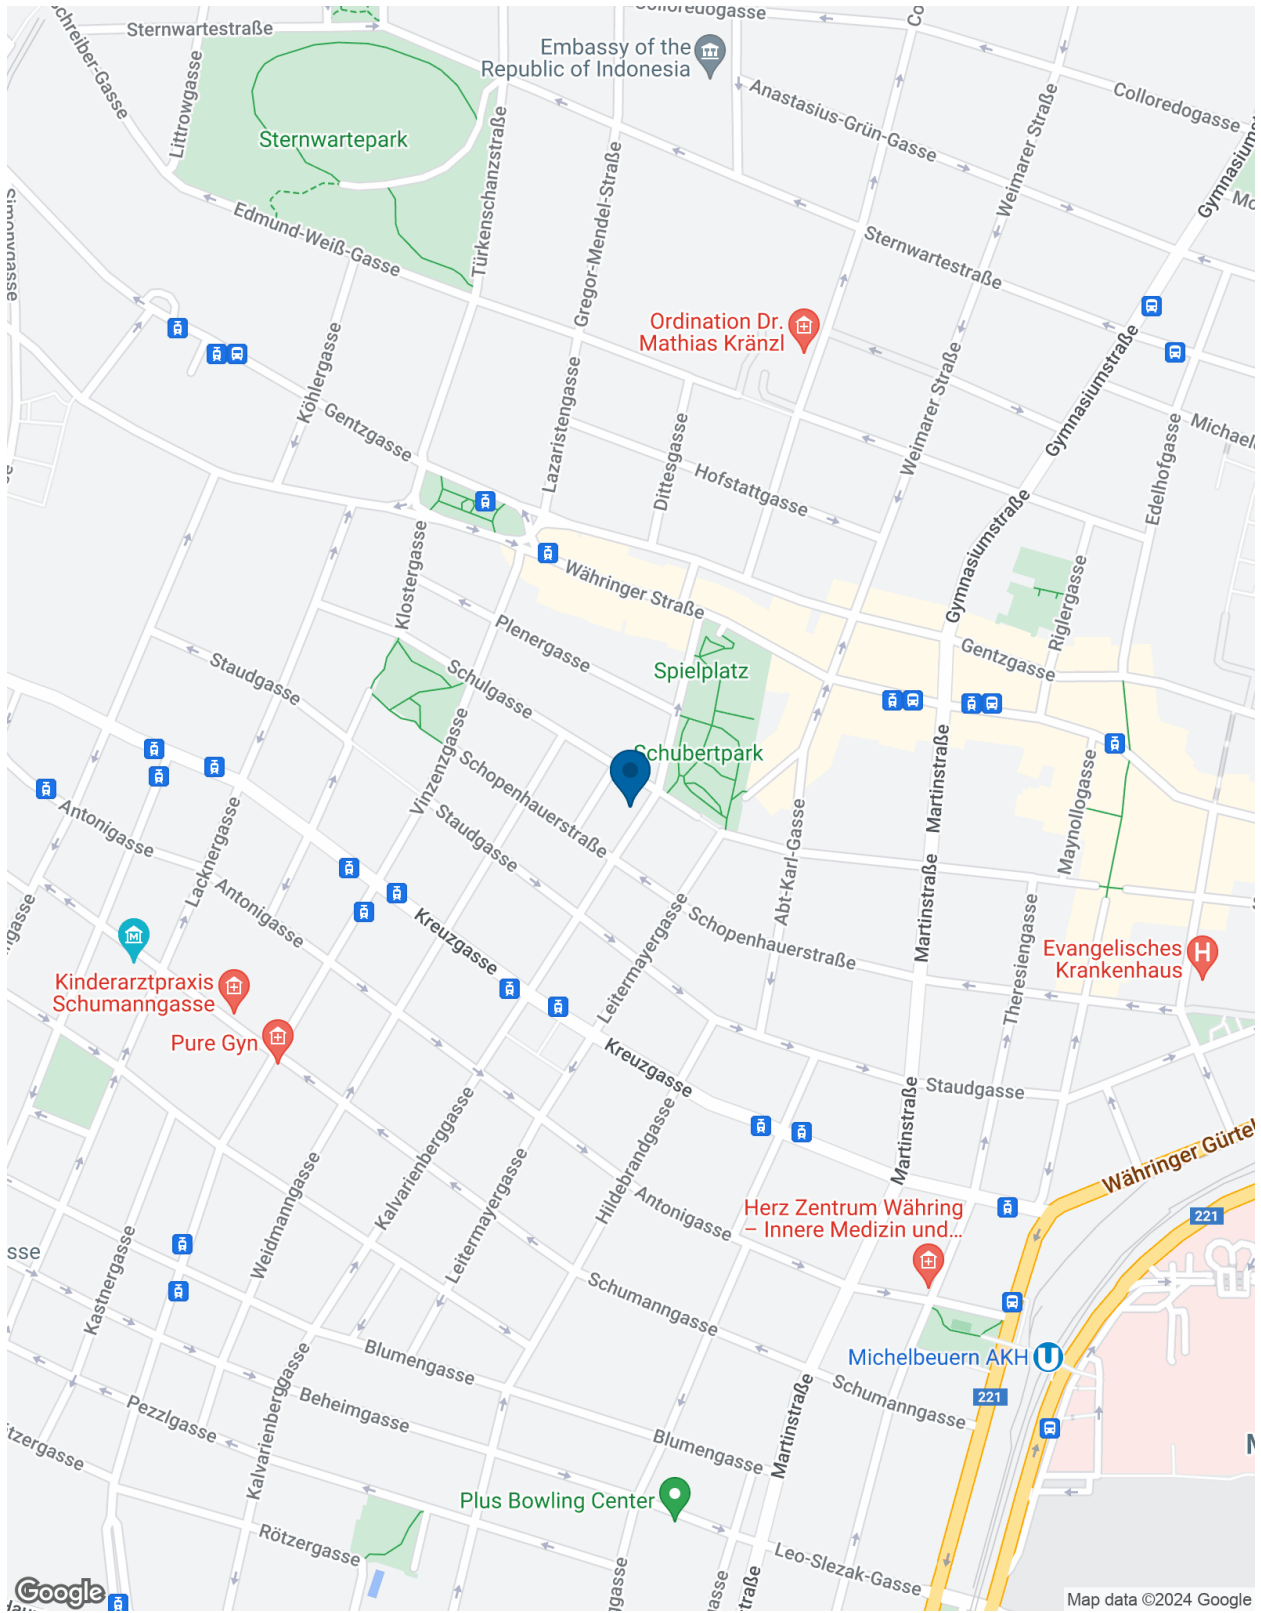 Colloredogasse
Sternwartestraße
Embassy of the
Republic of Indonesia
Schreiber-Gasse
Littrowgasse
Anastasius-Grün-Gasse
Colloredogasse
Weimarer Straße
Sternwartepark
Türkenschanzstraße
Gregor-Mendel-Straße
Simonygasse
Edmund-Weiß-Gasse
Sternwartestraße
Ordination Dr.
Mathias Kränzl
Gymnasiumstraße
Köhlergasse
Gentzgasse
Lazaristengasse
Dittesgasse
Weimarer Straße
Hofstattgasse
Edelhofgasse
Gymnasiumstraße
Klostergasse
Währinger Straße
Riglergasse
Gentzgasse
Plenergasse
Schulgasse
Staudgasse
Spielplatz
Schubertpark
Martinstraße
Vinzenzgasse
Schopenhauerstraße
Staudgasse
Maynollogasse
Antonigasse
Lacknergasse
Antonigasse
Abt-Karl-Gasse
Martinstraße
Kreuzgasse
Leitermayergasse
Schopenhauerstraße
Theresiengasse
Evangelisches
Krankenhaus
Kinderarztpraxis
Schumanngasse
Pure Gyn
Kreuzgasse
Staudgasse
Martinstraße
Währinger Gürtel
Kalvarienberggasse
Hildebrandgasse
Antonigasse
Weidmanngasse
Leitermayergasse
Herz Zentrum Währing
– Innere Medizin und...
221
Kastnergasse
Schumanngasse
Michelbeuern AKH
221
Schumanngasse
Blumengasse
Beheimgasse
Pezzlgasse
Kalvarienberggasse
Martinstraße
Blumengasse
Plus Bowling Center
Rötzergasse
Leo-Slezak-Gasse
Google
Map data ©2024 Google